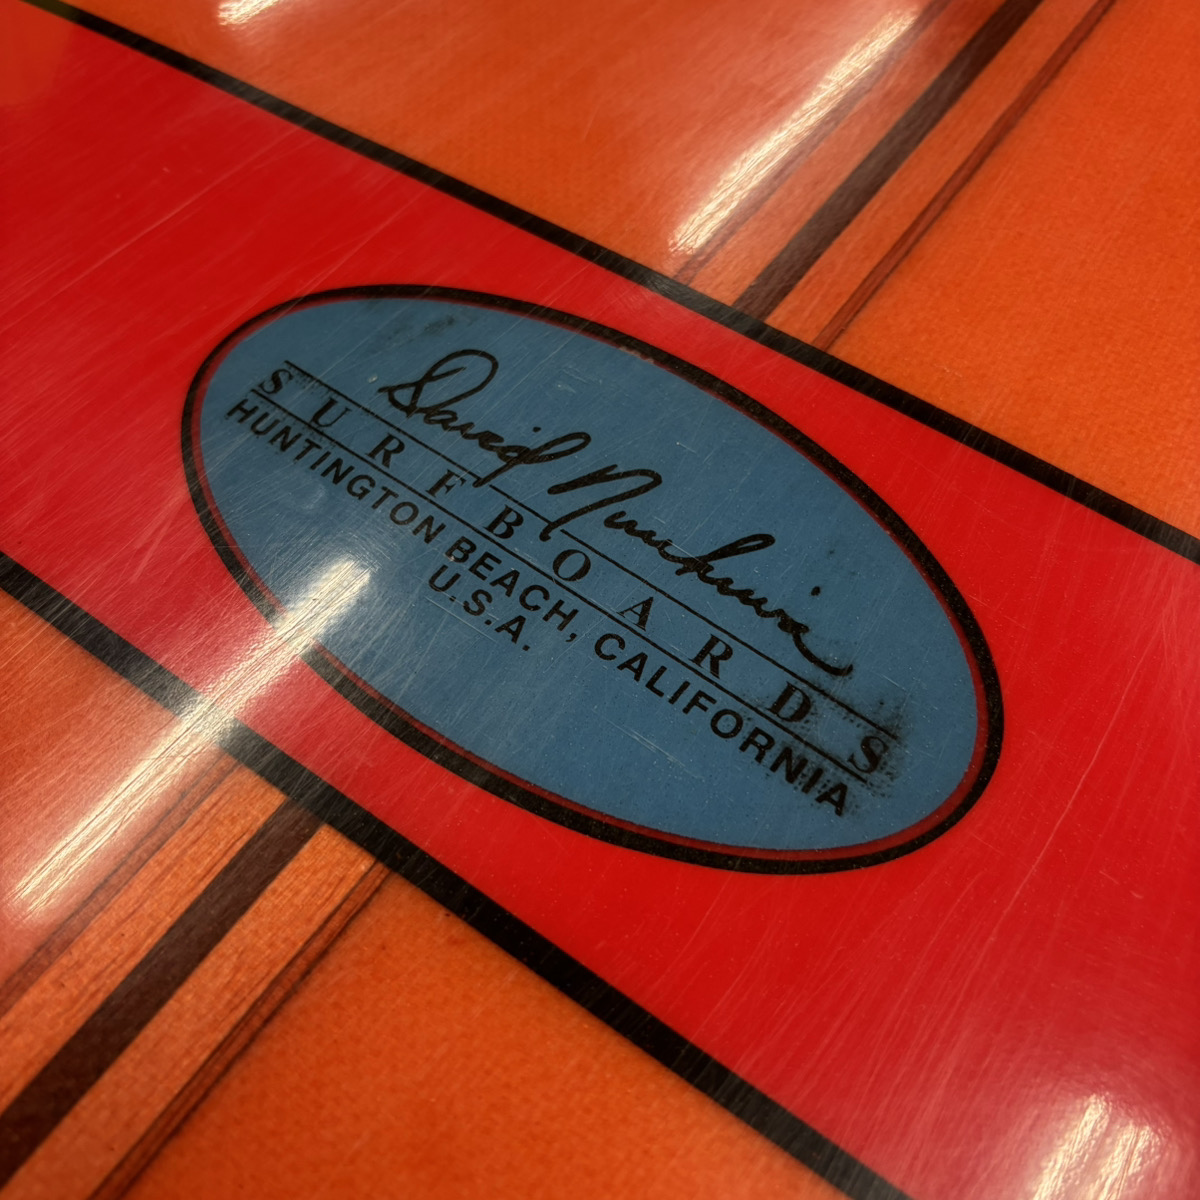 David Nuuhiwa
SURFBOARDS
HUNTINGTON BEACH, CALIFORNIA
U.S.A.